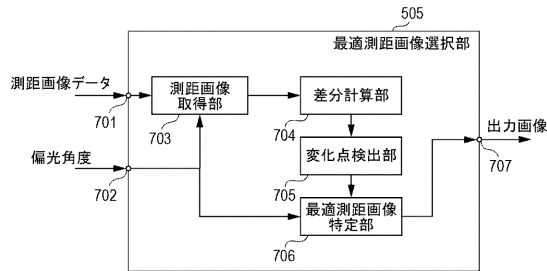 505
最適測距画像選択部
測距画像データ
701
測距画像
取得部
703
差分計算部
704
出力画像
707
変化点検出部
705
偏光角度
702
最適測距画像
特定部
706